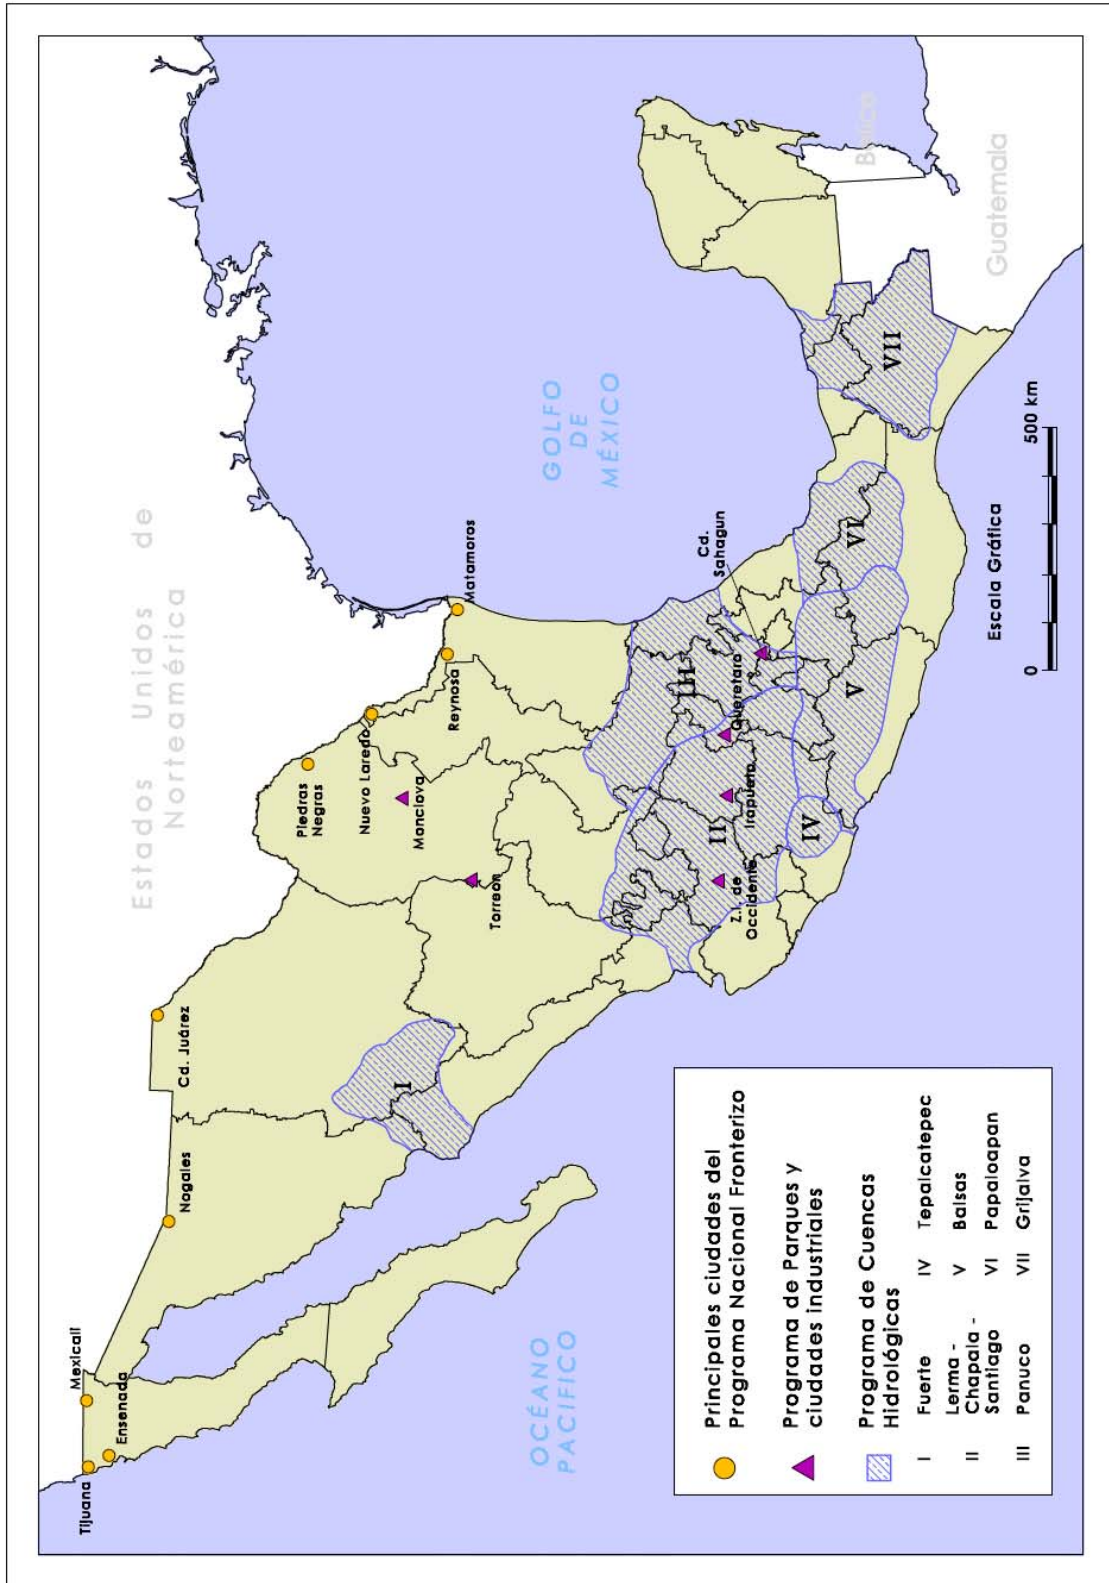 Estados Unidos de
Norteamérica
Tijuana
Mexicali
Ensenada
Nogales
Cd. Juárez
Piedras
Negras
Nuevo Laredo
Manclova
Reynosa
Matamoros
Torreon
GOLFO
DE
MÉXICO
OCÉANO
PACIFICO
Cd.
Sahagun
Queretaro
Irapuato
Z.I. de
Occidente
I
II
III
IV
V
VI
VII
Belice
Guatemala
Escala Gráfica
0
500 km
Principales ciudades del
Programa Nacional Fronterizo
Programa de Parques y
ciudades industriales
Programa de Cuencas
Hidrológicas
I Fuerte
II Lerma -
Chapala -
Santiago
III Panuco
IV Tepalcatepec
V Balsas
VI Papaloapan
VII Grijalva